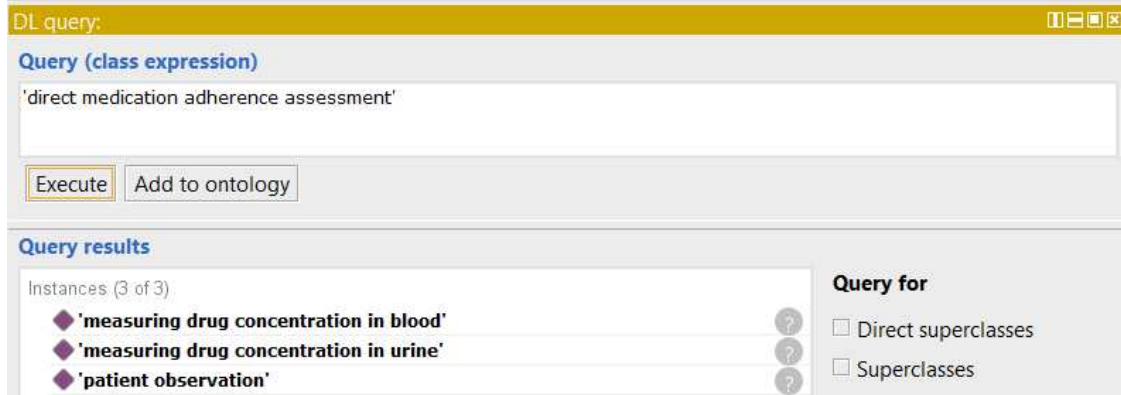 DL query:
Query (class expression)
'direct medication adherence assessment'
Execute Add to ontology
Query results
Instances (3 of 3)
'measuring drug concentration in blood' ?
'measuring drug concentration in urine' ?
'patient observation' ?
Query for
Direct superclasses
Superclasses